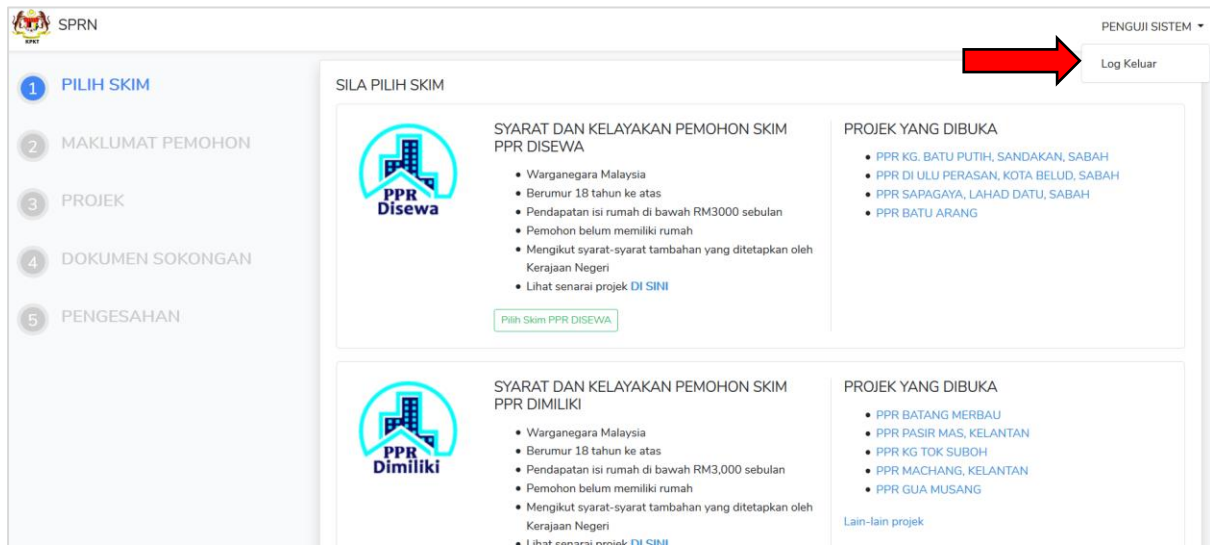 KPKT
SPRN
PENGUJI SISTEM
Log Keluar
1 PILIH SKIM
2 MAKLUMAT PEMOHON
3 PROJEK
4 DOKUMEN SOKONGAN
5 PENGESAHAN
SILA PILIH SKIM
PPR
Disewa
SYARAT DAN KELAYAKAN PEMOHON SKIM
PPR DISEWA
• Warganegara Malaysia
• Berumur 18 tahun ke atas
• Pendapatan isi rumah di bawah RM3000 sebulan
• Pemohon belum memiliki rumah
• Mengikut syarat-syarat tambahan yang ditetapkan oleh
Kerajaan Negeri
• Lihat senarai projek DI SINI
Pilih Skim PPR DISEWA
PROJEK YANG DIBUKA
• PPR KG. BATU PUTIH, SANDAKAN, SABAH
• PPR DI ULU PERASAN, KOTA BELUD, SABAH
• PPR SAPAGAYA, LAHAD DATU, SABAH
• PPR BATU ARANG
PPR
Dimiliki
SYARAT DAN KELAYAKAN PEMOHON SKIM
PPR DIMILIKI
• Warganegara Malaysia
• Berumur 18 tahun ke atas
• Pendapatan isi rumah di bawah RM3,000 sebulan
• Pemohon belum memiliki rumah
• Mengikut syarat-syarat tambahan yang ditetapkan oleh
Kerajaan Negeri
• Lihat senarai projek DI SINI
PROJEK YANG DIBUKA
• PPR BATANG MERBAU
• PPR PASIR MAS, KELANTAN
• PPR KG TOK SUBOH
• PPR MACHANG, KELANTAN
• PPR GUA MUSANG
Lain-lain projek